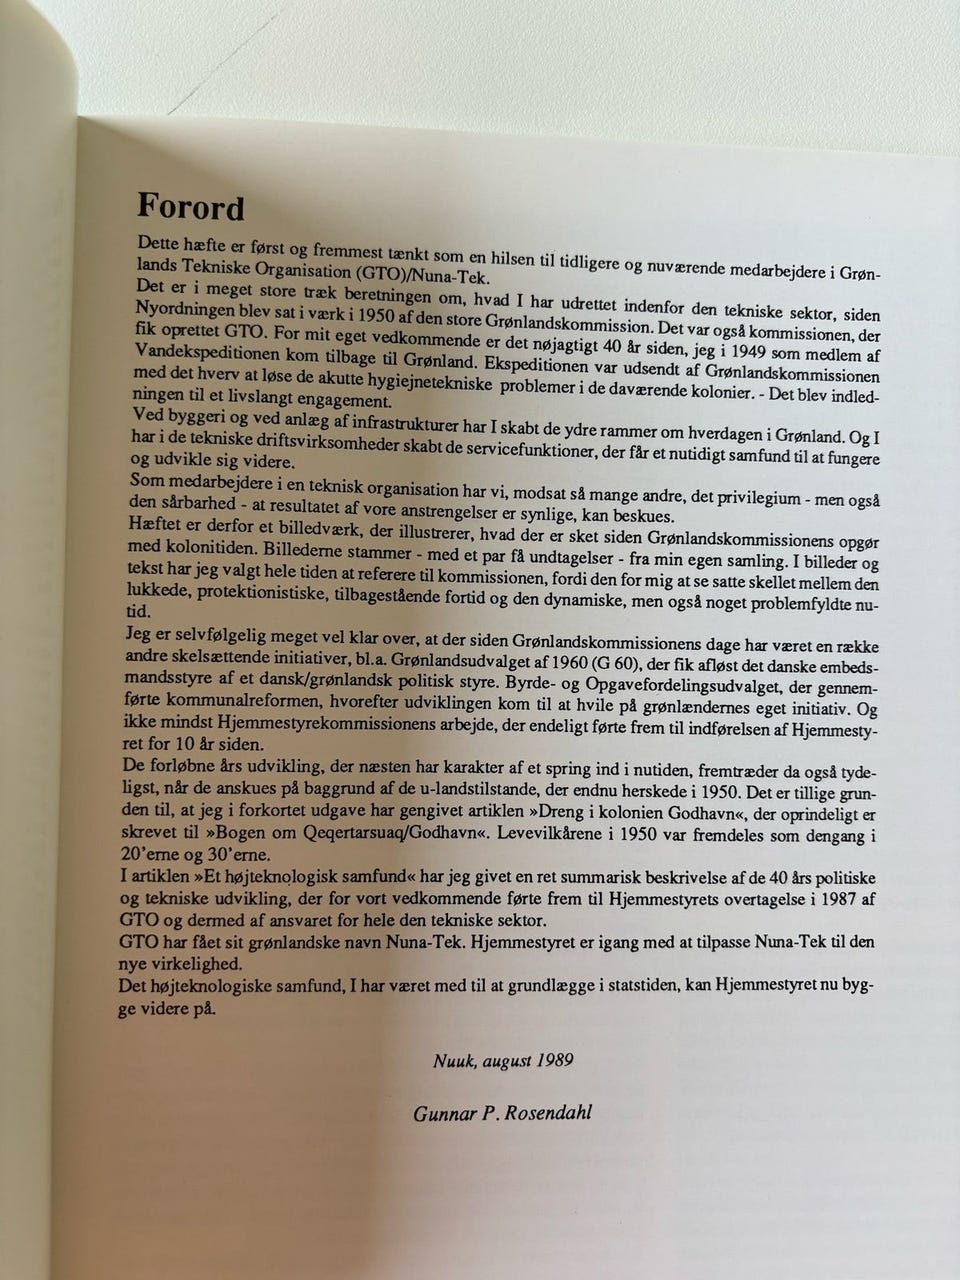 Forord
Dette hæfte er først og fremmest tænkt som en hilsen til tidligere og nuværende medarbejdere i Grøn-
lands Tekniske Organisation (GTO)/Nuna-Tek.
Det er i meget store træk beretningen om, hvad I har udrettet indenfor den tekniske sektor, siden
Nyordningen blev sat i værk i 1950 af den store Grønlandskommission. Det var også kommissionen, der
fik oprettet GTO. For mit eget vedkommende er det nøjagtigt 40 år siden, jeg i 1949 som medlem af
Vandekspeditionen kom tilbage til Grønland. Ekspeditionen var udsendt af Grønlandskommissionen
med det hverv at løse de akutte hygiejnetekniske problemer i de daværende kolonier. - Det blev indled-
ningen til et livslangt engagement.
Ved byggeri og ved anlæg af infrastrukturer har I skabt de ydre rammer om hverdagen i Grønland. Og I
har i de tekniske driftsvirksomheder skabt de servicefunktioner, der får et nutidigt samfund til at fungere
og udvikle sig videre.
Som medarbejdere i en teknisk organisation har vi, modsat så mange andre, det privilegium - men også
den sårbarhed - at resultatet af vore anstrengelser er synlige, kan beskues.
Hæftet er derfor et billedværk, der illustrerer, hvad der er sket siden Grønlandskommissionens opgør
med kolonitiden. Billederne stammer - med et par få undtagelser - fra min egen samling. I billeder og
tekst har jeg valgt hele tiden at referere til kommissionen, fordi den for mig at se satte skellet mellem den
lukkede, protektionistiske, tilbagestående fortid og den dynamiske, men også noget problemfyldte nu-
tid.
Jeg er selvfølgelig meget vel klar over, at der siden Grønlandskommissionens dage har været en række
andre skelsættende initiativer, bl.a. Grønlandsudvalget af 1960 (G 60), der fik afløst det danske embeds-
mandsstyre af et dansk/grønlandsk politisk styre. Byrde- og Opgavefordelingsudvalget, der gennem-
førte kommunalreformen, hvorefter udviklingen kom til at hvile på grønlændernes eget initiativ. Og
ikke mindst Hjemmestyrekommissionens arbejde, der endeligt førte frem til indførelsen af Hjemmesty-
ret for 10 år siden.
De forløbne års udvikling, der næsten har karakter af et spring ind i nutiden, fremtræder da også tyde-
ligst, når de anskues på baggrund af de u-landstilstande, der endnu herskede i 1950. Det er tillige grun-
den til, at jeg i forkortet udgave har gengivet artiklen »Dreng i kolonien Godhavn«, der oprindeligt er
skrevet til »Bogen om Qeqertarsuaq/Godhavn«. Levevilkårene i 1950 var fremdeles som dengang i
20'erne og 30'erne.
I artiklen »Et højteknologisk samfund« har jeg givet en ret summarisk beskrivelse af de 40 års politiske
og tekniske udvikling, der for vort vedkommende førte frem til Hjemmestyrets overtagelse i 1987 af
GTO og dermed af ansvaret for hele den tekniske sektor.
GTO har fået sit grønlandske navn Nuna-Tek. Hjemmestyret er igang med at tilpasse Nuna-Tek til den
nye virkelighed.
Det højteknologiske samfund, I har været med til at grundlægge i statstiden, kan Hjemmestyret nu byg-
ge videre på.
Nuuk, august 1989
Gunnar P. Rosendahl